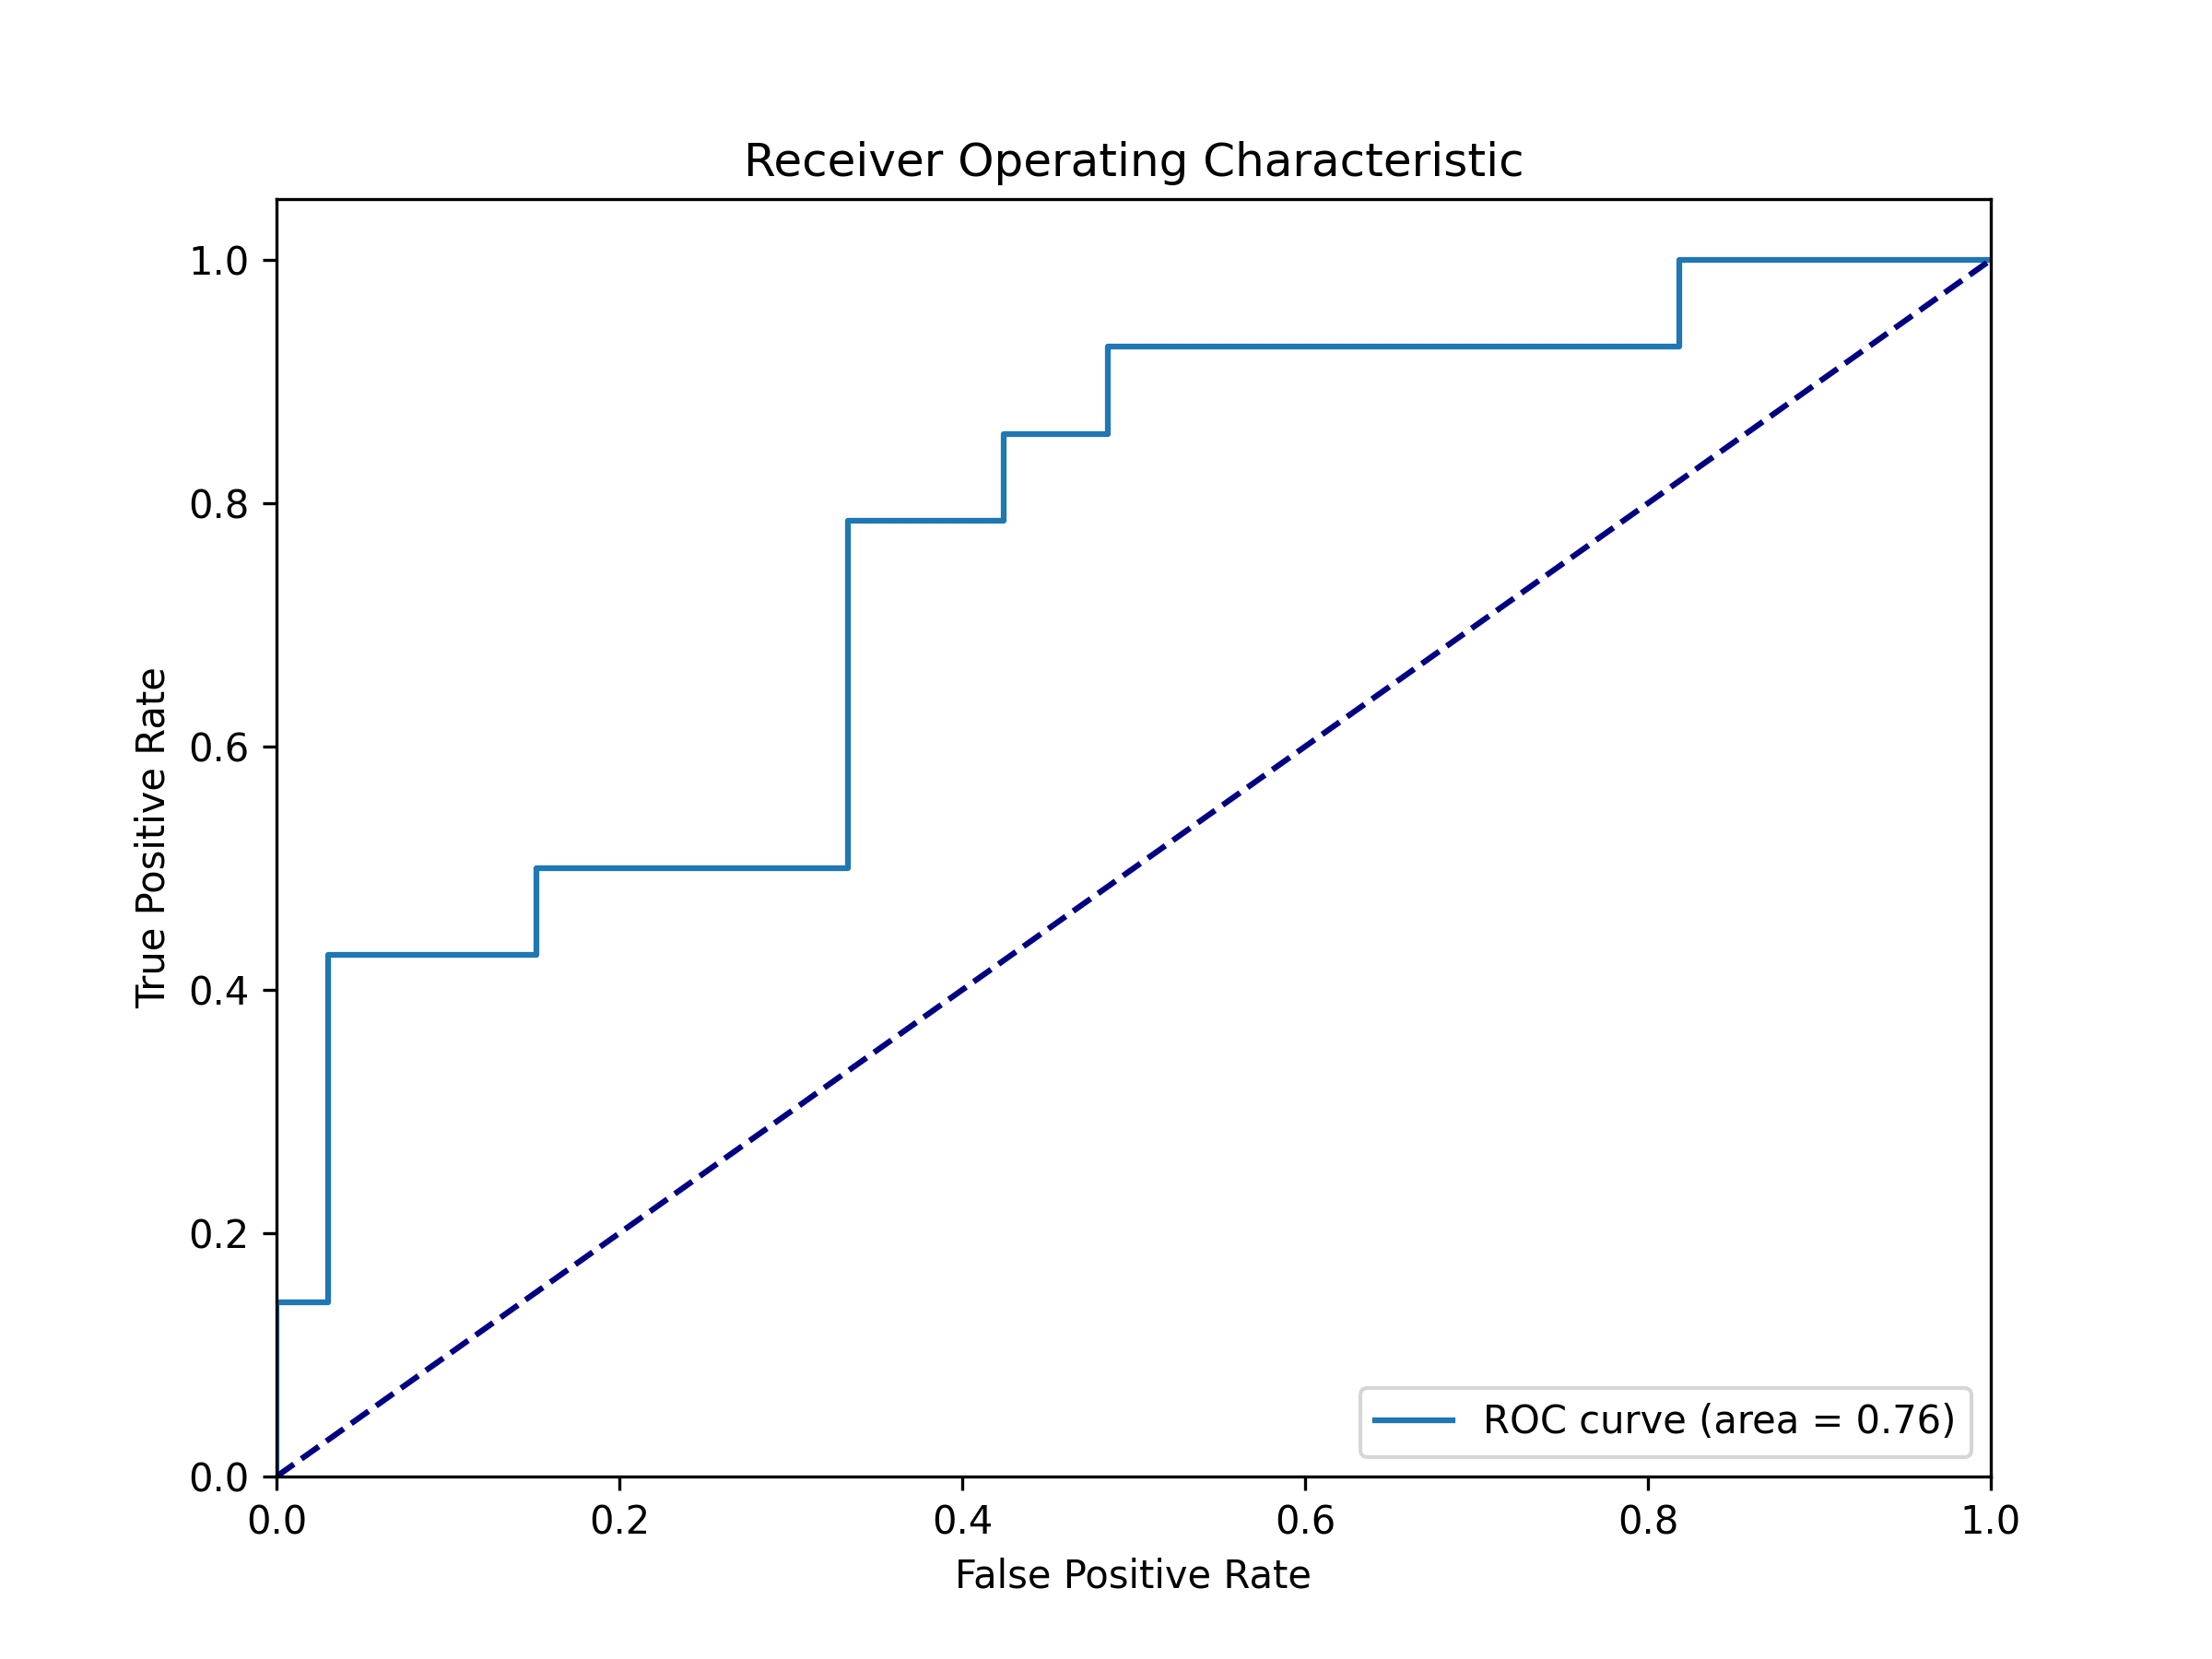 Receiver Operating Characteristic
1.0
0.8
0.6
0.4
0.2
0.0
True Positive Rate
ROC curve (area = 0.76)
0.0 0.2 0.4 0.6 0.8 1.0
False Positive Rate